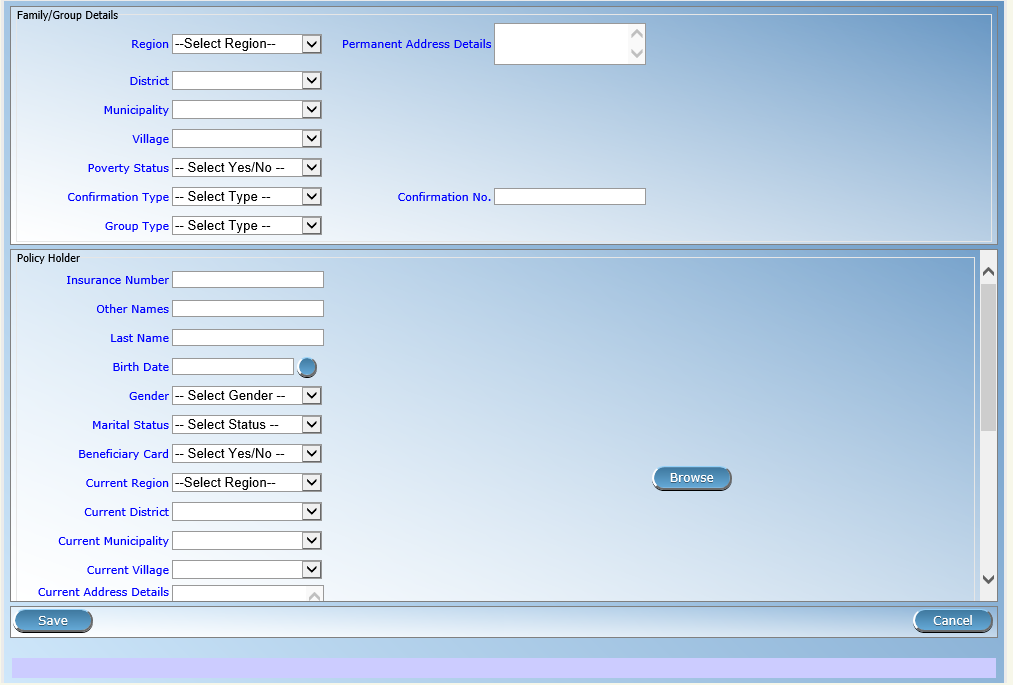 Family/Group Details
Region --Select Region-- Permanent Address Details
District
Municipality
Village
Poverty Status -- Select Yes/No --
Confirmation Type -- Select Type -- Confirmation No.
Group Type -- Select Type --
Policy Holder
Insurance Number
Other Names
Last Name
Birth Date
Gender -- Select Gender --
Marital Status -- Select Status --
Beneficiary Card -- Select Yes/No --
Current Region --Select Region-- Browse
Current District
Current Municipality
Current Village
Current Address Details
Save Cancel